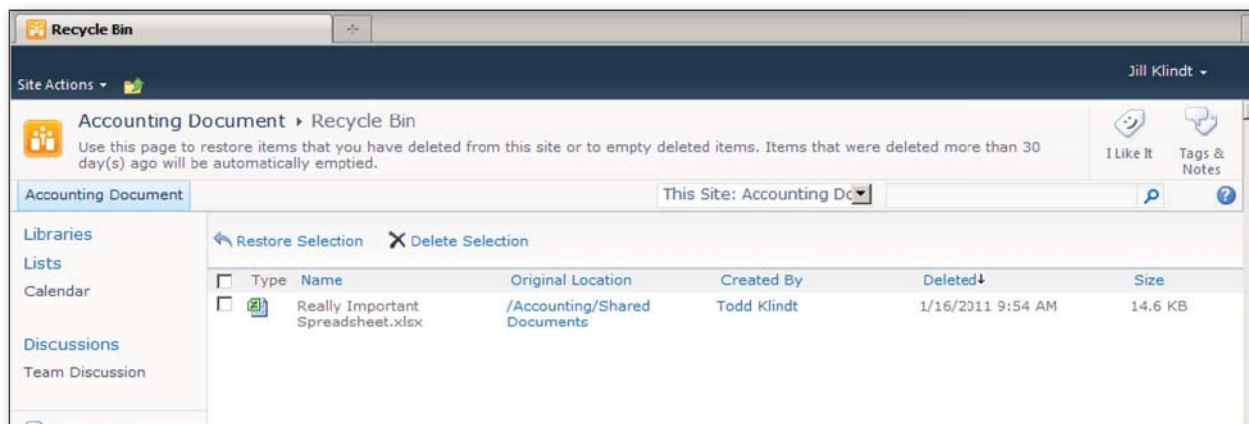 Recycle Bin
Jill Klindt
Site Actions
Accounting Document ▸ Recycle Bin
Use this page to restore items that you have deleted from this site or to empty deleted items. Items that were deleted more than 30
day(s) ago will be automatically emptied.
I Like It
Tags &
Notes
Accounting Document
This Site: Accounting Dc
Libraries
Restore Selection
Delete Selection
Lists
Type Name Original Location Created By Deleted↓ Size
Calendar
Really Important
Spreadsheet.xlsx
/Accounting/Shared
Documents
Todd Klindt
1/16/2011 9:54 AM
14.6 KB
Discussions
Team Discussion